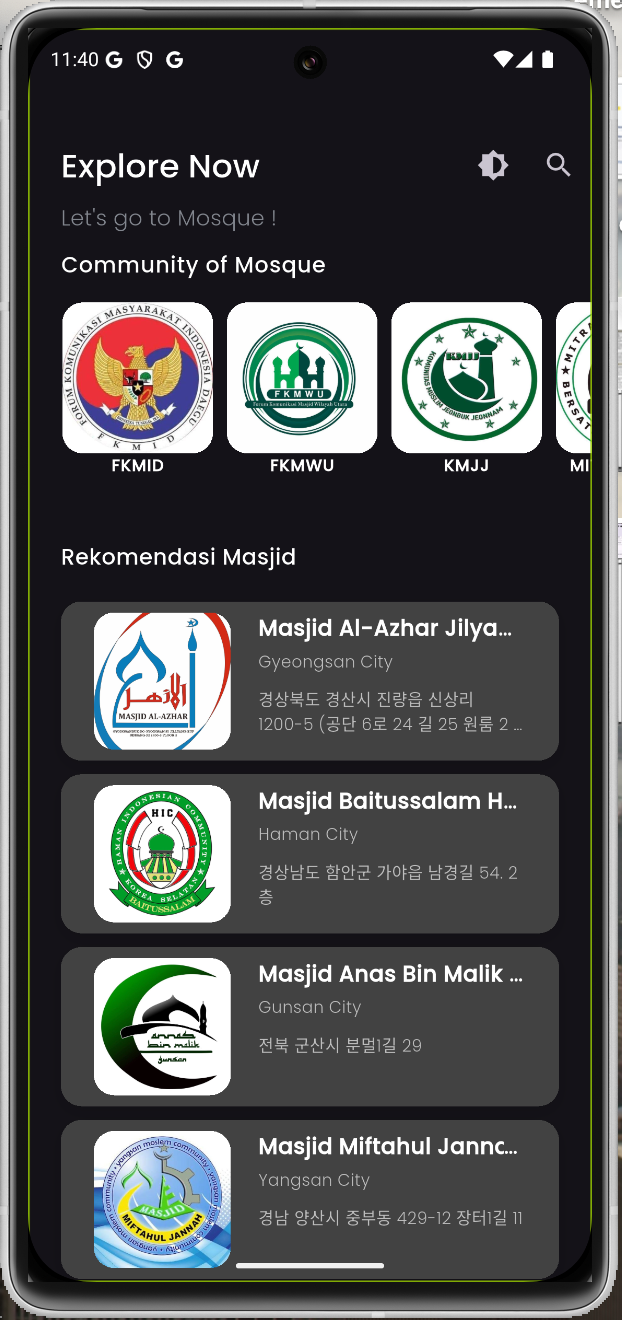 11:40
Explore Now
Let's go to Mosque !
Community of Mosque
FORUM KOMUNIKASI MASYARAKAT INDONESIA DAEGU
F K M I D
FKMWU
Forum Komunikasi Masjid Wilayah Utara
KMJJ
KOMUNITAS MUSLIM JEONBUK JEONNAM
MITRA
BERSAT
FKMID
FKMWU
KMJJ
MI
Rekomendasi Masjid
الأزهر
MASJID AL-AZHAR
Masjid Al-Azhar Jilya...
Gyeongsan City
경상북도 경산시 진량읍 신상리
1200-5 (공단 6로 24 길 25 원룸 2 ...
HAMAN INDONESIAN COMMUNITY
HIC
KOREA SELATAN
BAITUSSALAM
Masjid Baitussalam H...
Haman City
경상남도 함안군 가야읍 남경길 54. 2
층
annas
bin malik
gunsan
Masjid Anas Bin Malik ...
Gunsan City
전북 군산시 분멀1길 29
yangsan moslem community
MASJID
MIFTAHUL JANNAH
Masjid Miftahul Janna...
Yangsan City
경남 양산시 중부동 429-12 장터1길 11